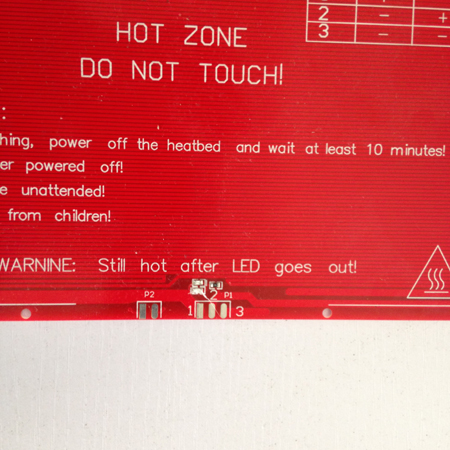 HOT ZONE
DO NOT TOUCH!
2 - +
3 - -
:
hing, power off the heatbed and wait at least 10 minutes!
er powered off!
e unattended!
from children!
WARNINE: Still hot after LED goes out!
P2
2 P1
1 3